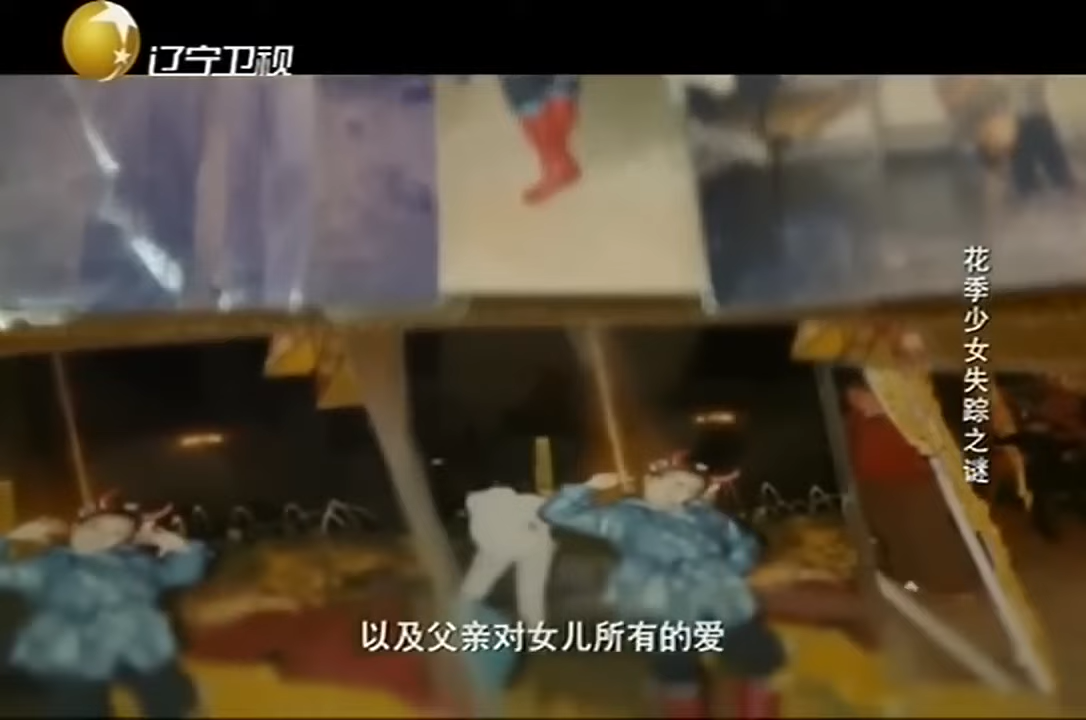 辽宁卫视
花季少女失踪之谜
以及父亲对女儿所有的爱